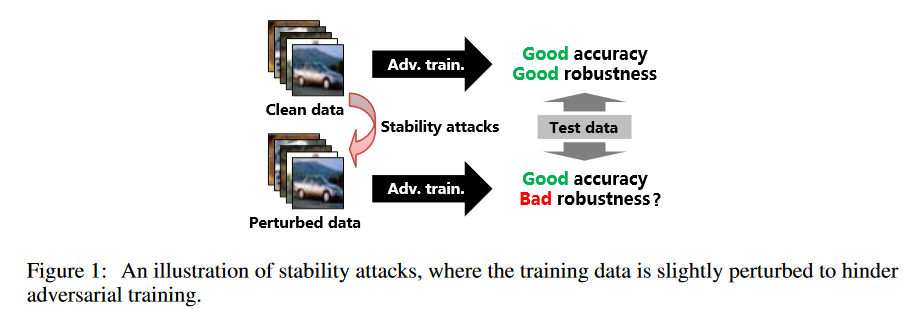 Clean data
Adv. train.
Good accuracy
Good robustness
Stability attacks
Test data
Perturbed data
Adv. train.
Good accuracy
Bad robustness?
Figure 1: An illustration of stability attacks, where the training data is slightly perturbed to hinder
adversarial training.